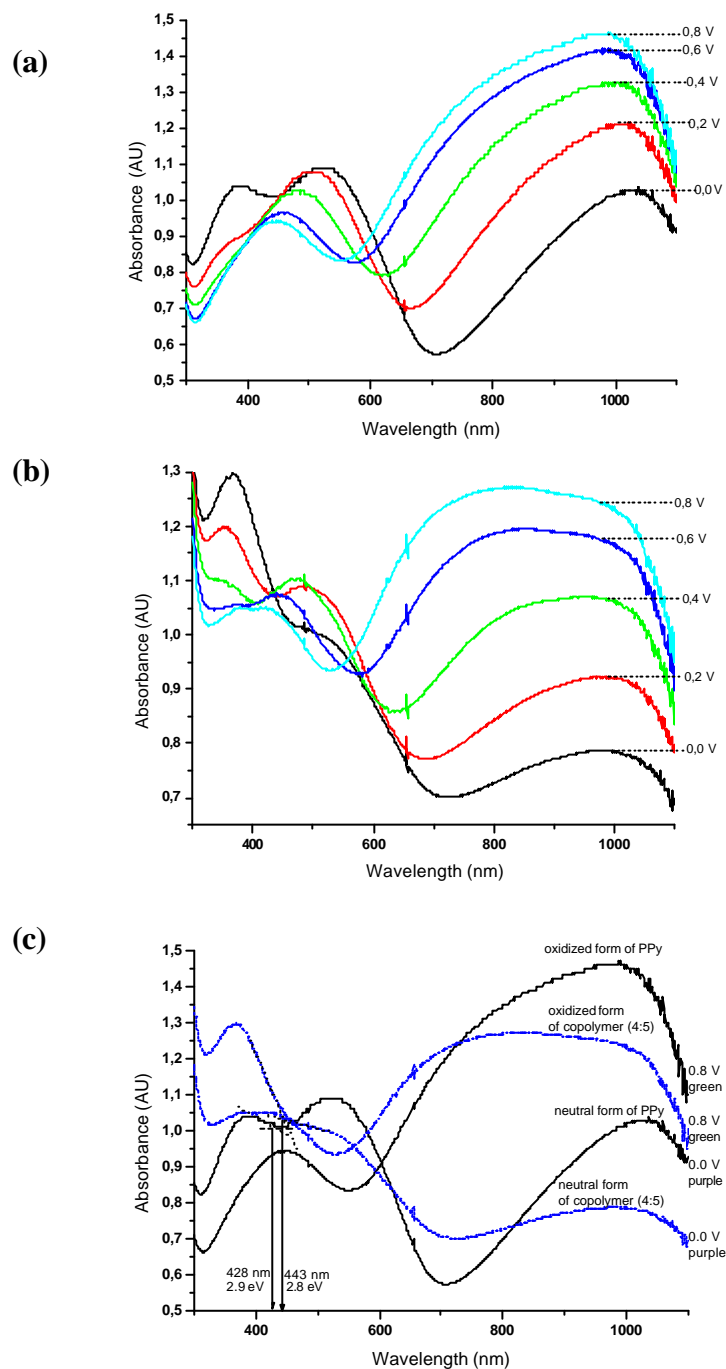 (a)
1,5
1,4
1,3
1,2
1,1
1,0
0,9
0,8
0,7
0,6
0,5
Absorbance (AU)
0,8 V
0,6 V
0,4 V
0,2 V
0,0 V
400
600
800
1000
Wavelength (nm)
(b)
1,3
1,2
1,1
1,0
0,9
0,8
0,7
Absorbance (AU)
0,8 V
0,6 V
0,4 V
0,2 V
0,0 V
400
600
800
1000
Wavelength (nm)
(c)
1,5
1,4
1,3
1,2
1,1
1,0
0,9
0,8
0,7
0,6
0,5
Absorbance (AU)
oxidized form of PPy
oxidized form
of copolymer (4:5)
0.8 V
green
neutral form of PPy
0.8 V
green
neutral form
of copolymer (4:5)
0.0 V
purple
0.0 V
purple
428 nm
2.9 eV
443 nm
2.8 eV
400
600
800
1000
Wavelength (nm)